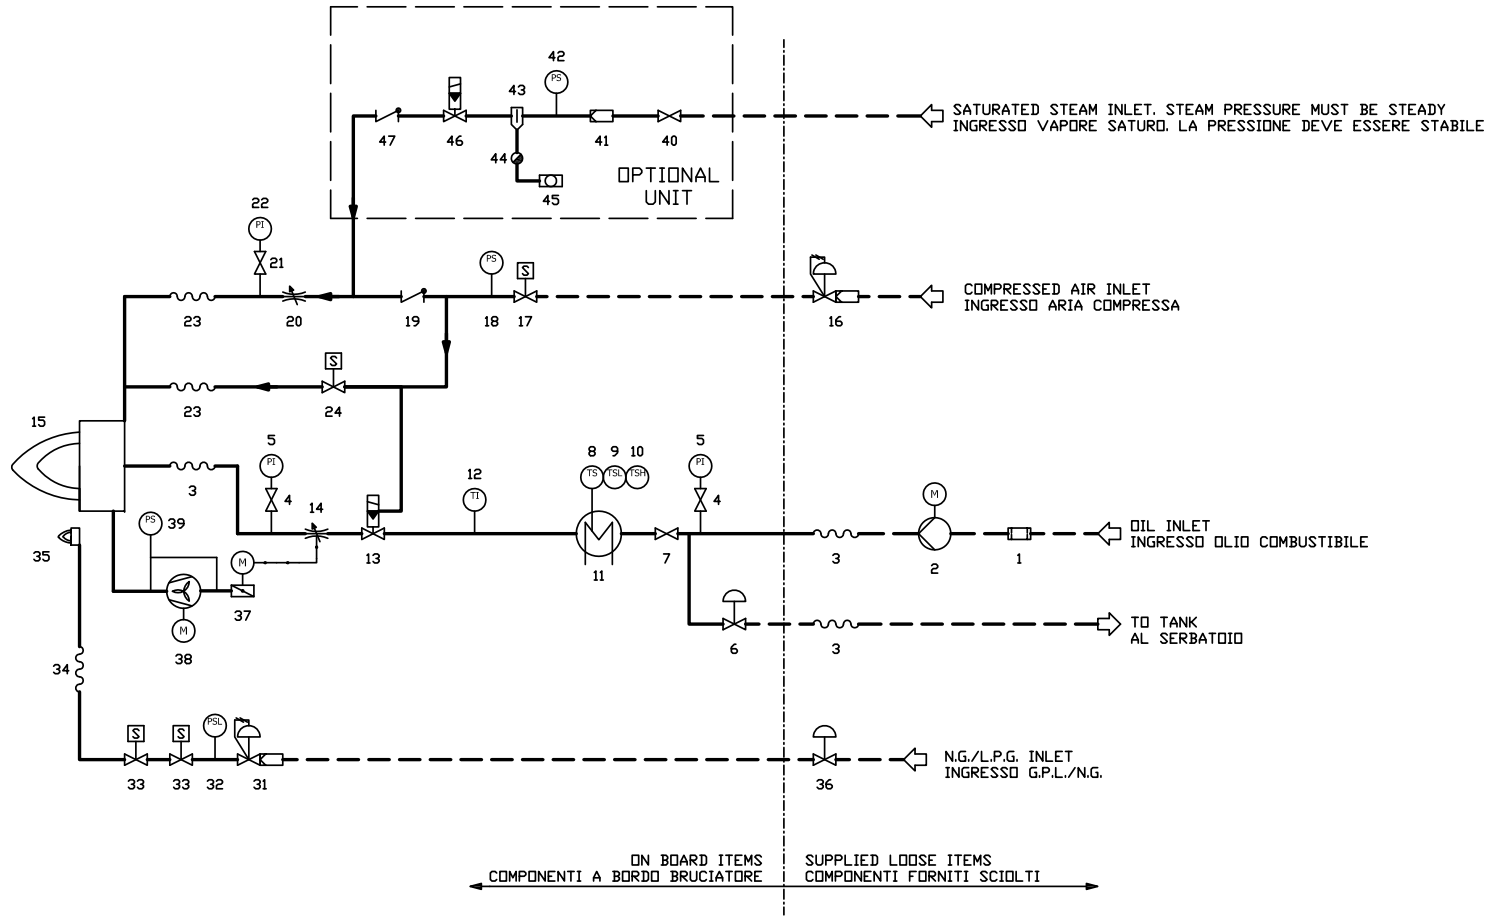 42
PS
43
47
46
41
40
44
45
OPTIONAL
UNIT
SATURATED STEAM INLET. STEAM PRESSURE MUST BE STEADY
INGRESSO VAPORE SATURO. LA PRESSIONE DEVE ESSERE STABILE
22
PI
21
PS
S
23
20
19
18
17
16
COMPRESSED AIR INLET
INGRESSO ARIA COMPRESSA
S
23
24
15
5
PI
4
3
14
13
12
TI
8 9 10
TS TSL TSH
11
5
PI
4
7
M
3
2
1
OIL INLET
INGRESSO OLIO COMBUSTIBILE
PS
39
35
M
37
M
38
6
3
TO TANK
AL SERBATOIO
34
S
S
PSL
33
33
32
31
36
N.G./L.P.G. INLET
INGRESSO G.P.L./N.G.
ON BOARD ITEMS
COMPONENTI A BORDO BRUCIATORE
SUPPLIED LOOSE ITEMS
COMPONENTI FORNITI SCIOLTI